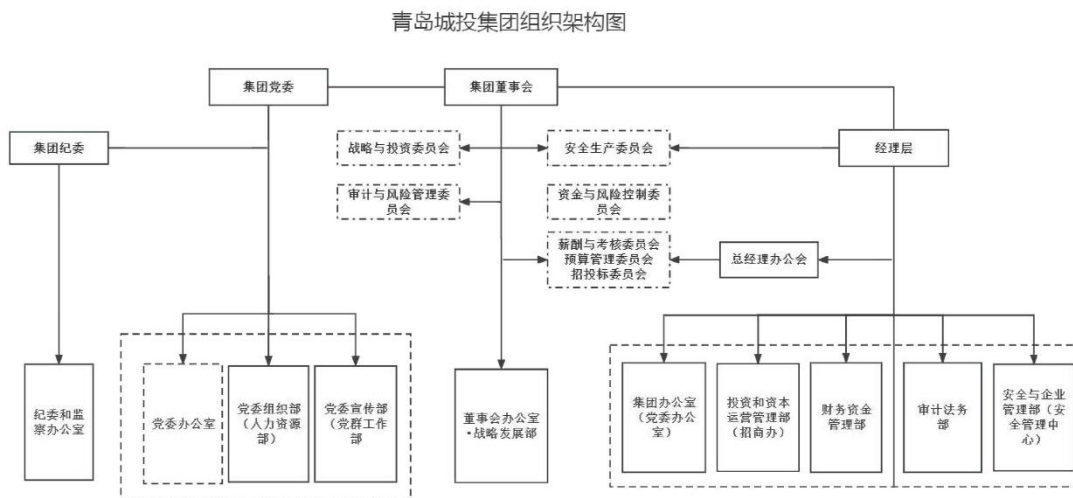 青岛城投集团组织架构图
集团党委
集团董事会
集团纪委
战略与投资委员会
安全生产委员会
经理层
审计与风险管理委
员会
资金与风险控制委
员会
薪酬与考核委员会
预算管理委员会
招投标委员会
总经理办公会
纪委和监
察办公室
党委办公室
党委组织部
（人力资源
部）
党委宣传部
（党群工作
部
董事会办公室
·战略发展部
集团办公室
（党委办公
室）
投资和资本
运营管理部
（招商办）
财务资金
管理部
审计法务
部
安全与企业
管理部（安
全管理中
心）